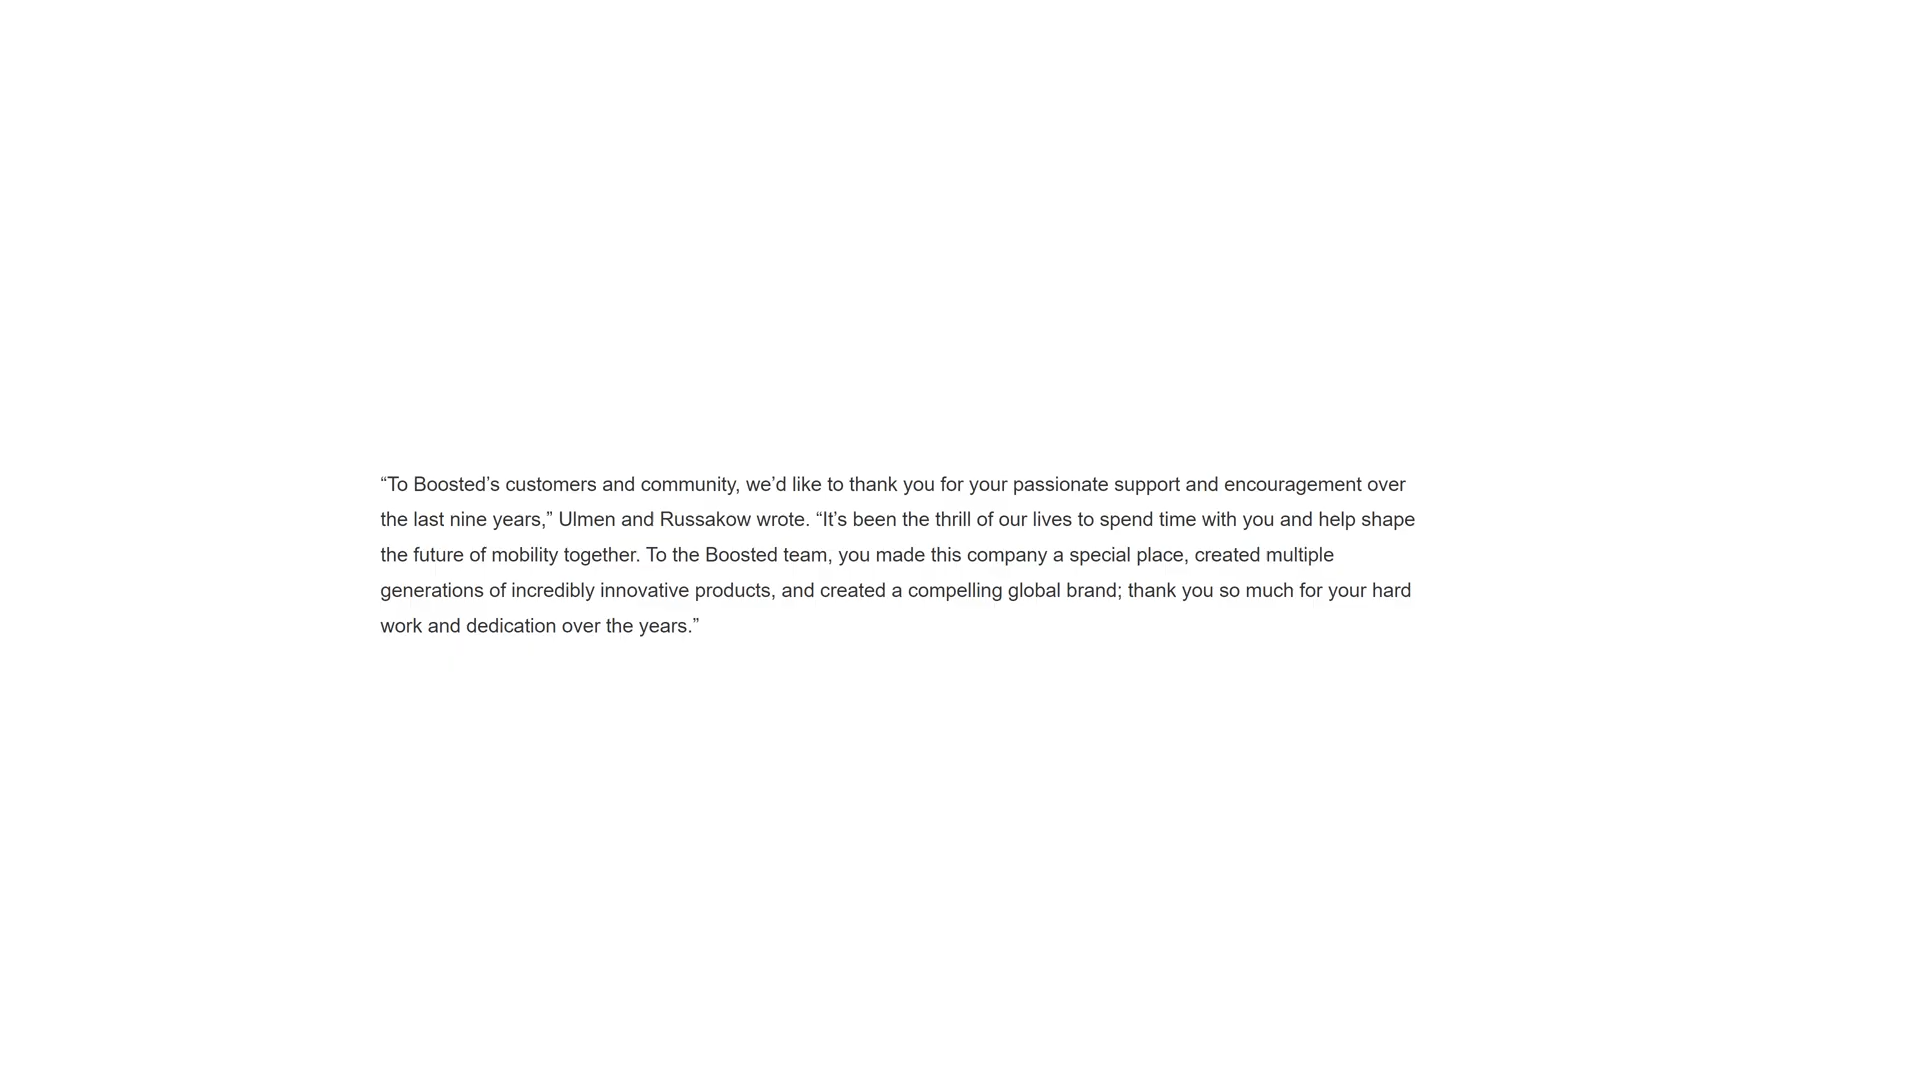 “To Boosted’s customers and community, we’d like to thank you for your passionate support and encouragement over
the last nine years,” Ulmen and Russakow wrote. “It’s been the thrill of our lives to spend time with you and help shape
the future of mobility together. To the Boosted team, you made this company a special place, created multiple
generations of incredibly innovative products, and created a compelling global brand; thank you so much for your hard
work and dedication over the years.”